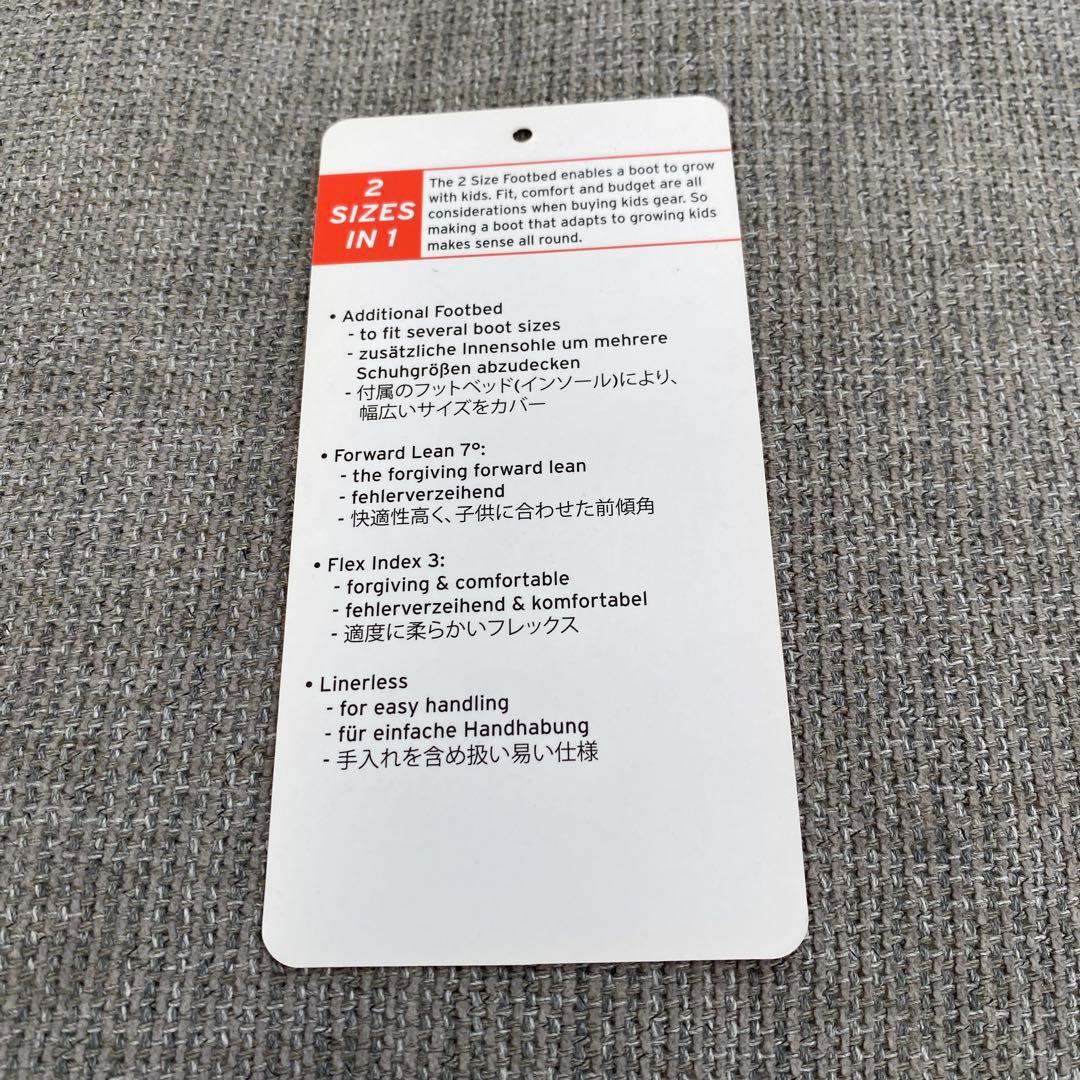 2
SIZES
IN 1
The 2 Size Footbed enables a boot to grow
with kids. Fit, comfort and budget are all
considerations when buying kids gear. So
making a boot that adapts to growing kids
makes sense all round.
• Additional Footbed
- to fit several boot sizes
- zusätzliche Innensohle um mehrere
Schuhgrößen abzudecken
- 付属のフットベッド(インソール)により、
幅広いサイズをカバー
• Forward Lean 7°:
- the forgiving forward lean
- fehlerverzeihend
- 快適性高く、子供に合わせた前傾角
• Flex Index 3:
- forgiving & comfortable
- fehlerverzeihend & komfortabel
- 適度に柔らかいフレックス
• Linerless
- for easy handling
- für einfache Handhabung
- 手入れを含め扱い易い仕様